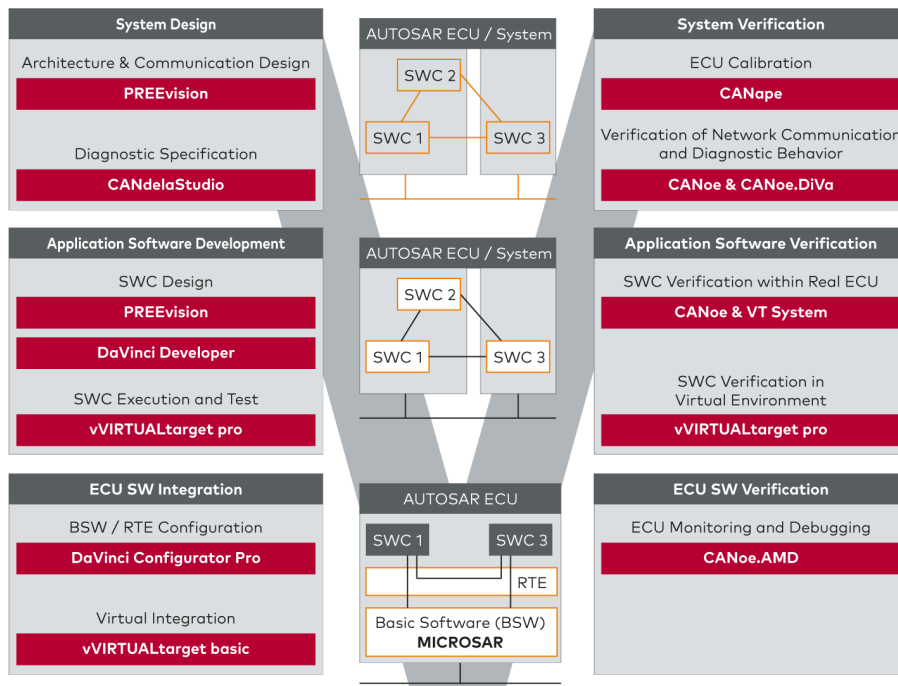 System Design
Architecture & Communication Design
PREEvision
Diagnostic Specification
CANdelaStudio
AUTOSAR ECU / System
SWC 2
SWC 1
SWC 3
System Verification
ECU Calibration
CANape
Verification of Network Communication
and Diagnostic Behavior
CANoe & CANoe.DiVa
Application Software Development
SWC Design
PREEvision
DaVinci Developer
SWC Execution and Test
vVIRTUALtarget pro
AUTOSAR ECU / System
SWC 2
SWC 1
SWC 3
Application Software Verification
SWC Verification within Real ECU
CANoe & VT System
SWC Verification in
Virtual Environment
vVIRTUALtarget pro
ECU SW Integration
BSW / RTE Configuration
DaVinci Configurator Pro
Virtual Integration
vVIRTUALtarget basic
AUTOSAR ECU
SWC 1
SWC 3
RTE
Basic Software (BSW)
MICROSAR
ECU SW Verification
ECU Monitoring and Debugging
CANoe.AMD